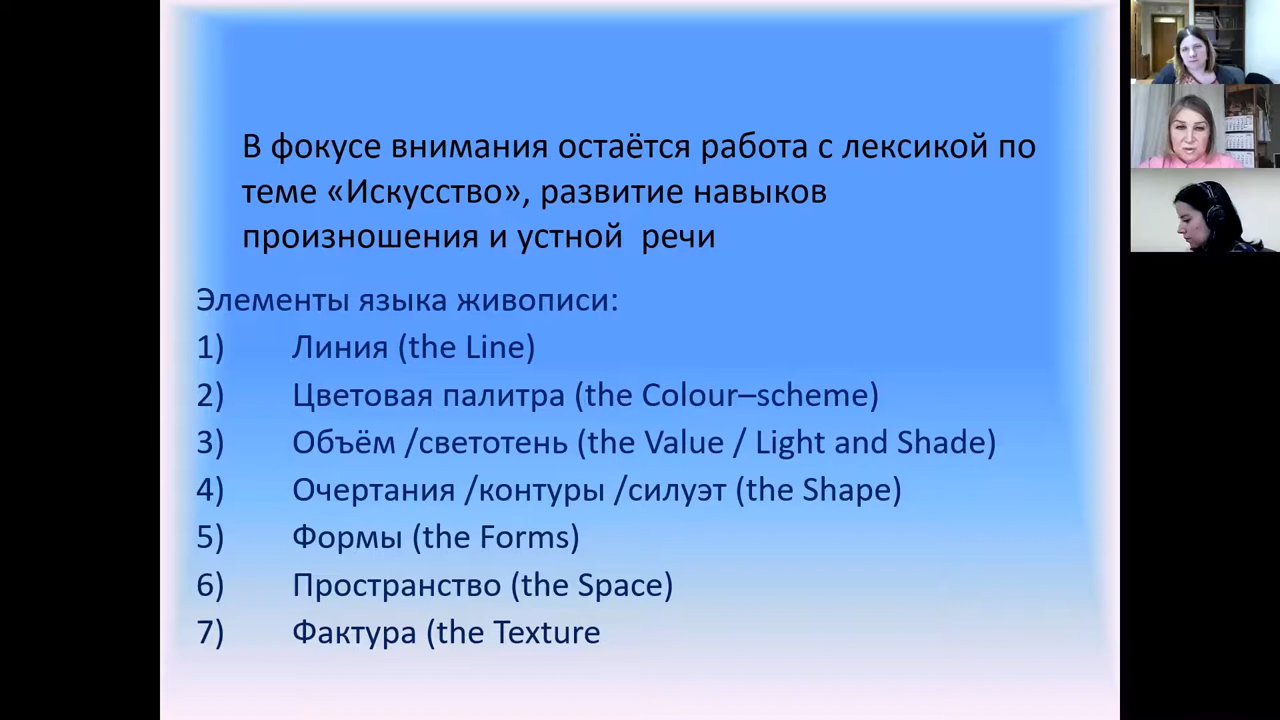 В фокусе внимания остаётся работа с лексикой по
теме «Искусство», развитие навыков
произношения и устной речи
Элементы языка живописи:
1) Линия (the Line)
2) Цветовая палитра (the Colour–scheme)
3) Объём /светотень (the Value / Light and Shade)
4) Очертания /контуры /силуэт (the Shape)
5) Формы (the Forms)
6) Пространство (the Space)
7) Фактура (the Texture